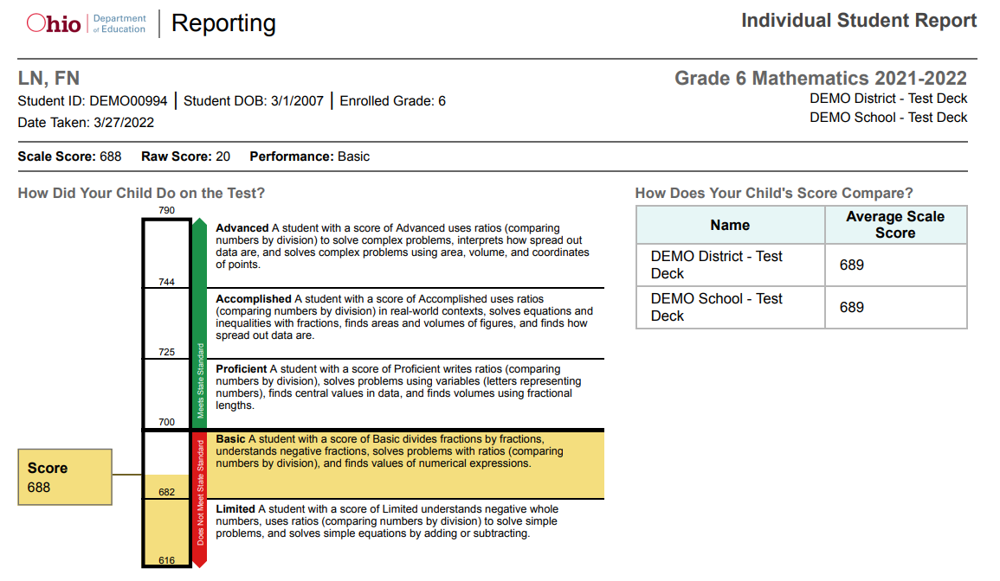 Ohio | Department of Education | Reporting
Individual Student Report
LN, FN
Grade 6 Mathematics 2021-2022
Student ID: DEMO00994 | Student DOB: 3/1/2007 | Enrolled Grade: 6
DEMO District - Test Deck
Date Taken: 3/27/2022
DEMO School - Test Deck
Scale Score: 688 Raw Score: 20 Performance: Basic
How Did Your Child Do on the Test?
790
Advanced A student with a score of Advanced uses ratios (comparing
numbers by division) to solve complex problems, interprets how spread out
data are, and solves complex problems using area, volume, and coordinates
of points.
744
Accomplished A student with a score of Accomplished uses ratios
(comparing numbers by division) in real-world contexts, solves equations and
inequalities with fractions, finds areas and volumes of figures, and finds how
spread out data are.
725
Meets State Standard
Proficient A student with a score of Proficient writes ratios (comparing
numbers by division), solves problems using variables (letters representing
numbers), finds central values in data, and finds volumes using fractional
lengths.
700
Basic A student with a score of Basic divides fractions by fractions,
understands negative fractions, solves problems with ratios (comparing
numbers by division), and finds values of numerical expressions.
Score
688
682
Does Not Meet State Standard
Limited A student with a score of Limited understands negative whole
numbers, uses ratios (comparing numbers by division) to solve simple
problems, and solves simple equations by adding or subtracting.
616
How Does Your Child's Score Compare?
Name
Average Scale
Score
DEMO District - Test
Deck
689
DEMO School - Test
Deck
689